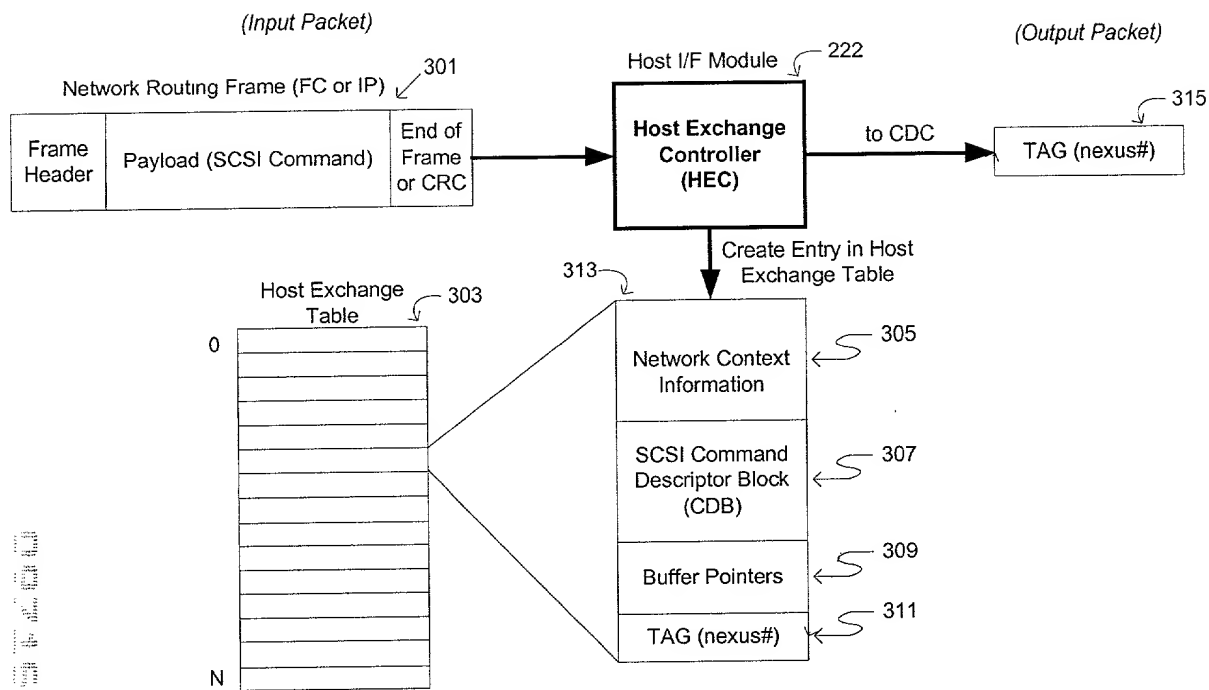 (Input Packet)
(Output Packet)
Host I/F Module
222
Network Routing Frame (FC or IP)
301
315
Frame
Header
Payload (SCSI Command)
End of
Frame
or CRC
Host Exchange
Controller
(HEC)
to CDC
TAG (nexus#)
Create Entry in Host
Exchange Table
313
Host Exchange
Table
303
0
N
Network Context
Information
305
SCSI Command
Descriptor Block
(CDB)
307
Buffer Pointers
309
TAG (nexus#)
311